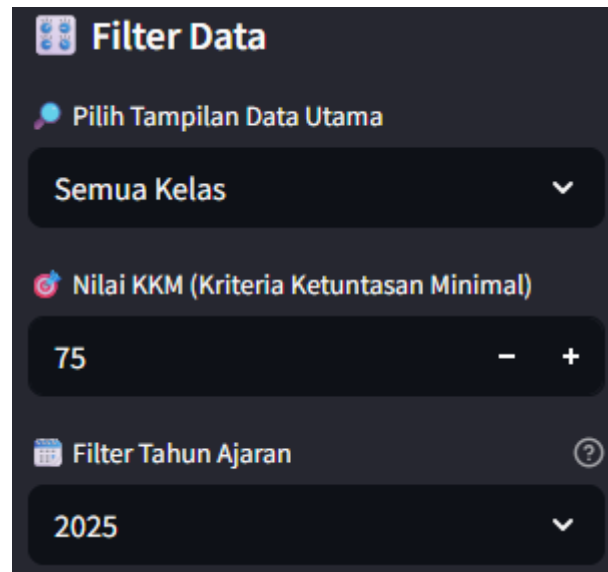 Filter Data
Pilih Tampilan Data Utama
Semua Kelas
Nilai KKM (Kriteria Ketuntasan Minimal)
75 - +
Filter Tahun Ajaran ?
2025